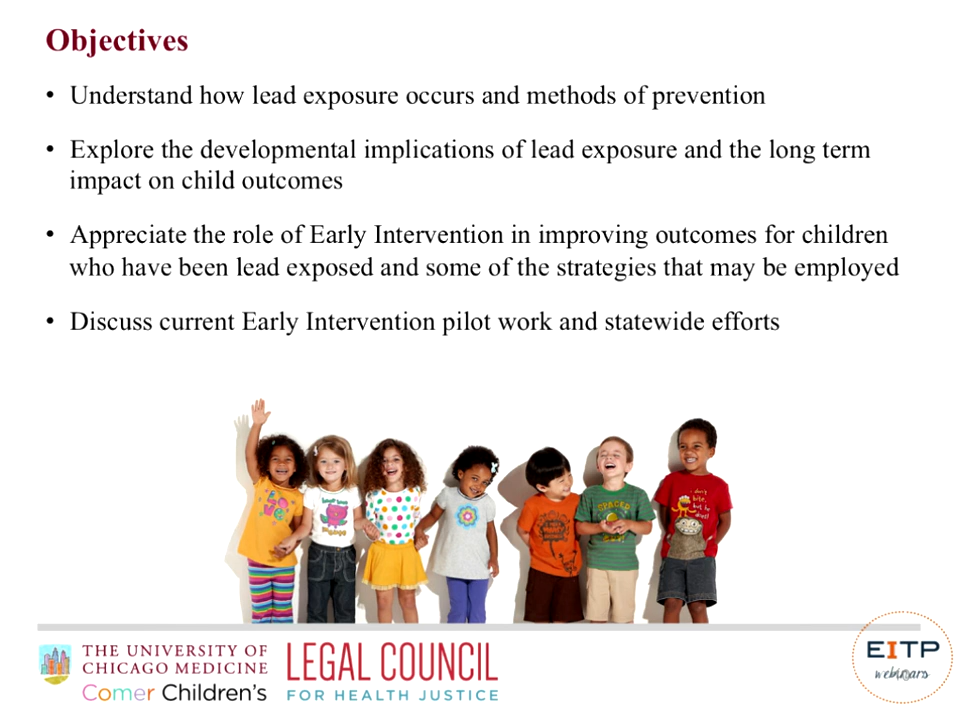 Objectives
• Understand how lead exposure occurs and methods of prevention
• Explore the developmental implications of lead exposure and the long term
impact on child outcomes
• Appreciate the role of Early Intervention in improving outcomes for children
who have been lead exposed and some of the strategies that may be employed
• Discuss current Early Intervention pilot work and statewide efforts
SPACED
THE UNIVERSITY OF
CHICAGO MEDICINE
Comer Children's
LEGAL COUNCIL
FOR HEALTH JUSTICE
EITP
webinars